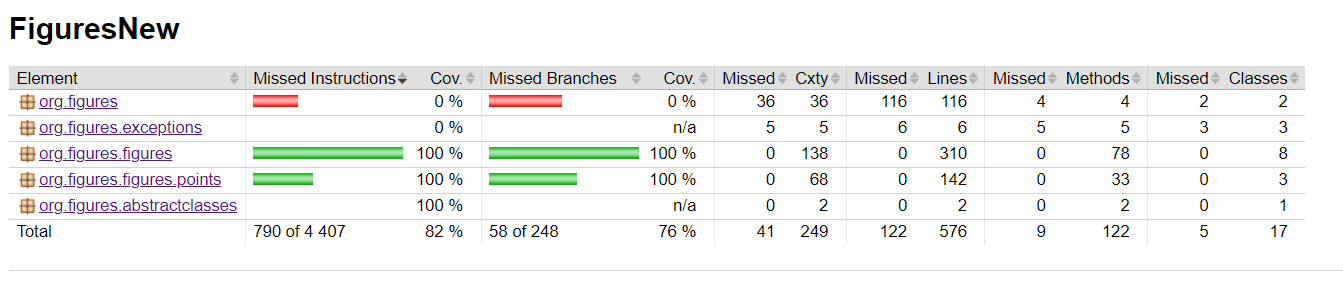 FiguresNew
Element Missed Instructions Cov. Missed Branches Cov. Missed Cxty Missed Lines Missed Methods Missed Classes
org.figures 0 % 0 % 36 36 116 116 4 4 2 2
org.figures.exceptions 0 % n/a 5 5 6 6 5 5 3 3
org.figures.figures 100 % 100 % 0 138 0 310 0 78 0 8
org.figures.figures.points 100 % 100 % 0 68 0 142 0 33 0 3
org.figures.abstractclasses 100 % n/a 0 2 0 2 0 2 0 1
Total 790 of 4 407 82 % 58 of 248 76 % 41 249 122 576 9 122 5 17